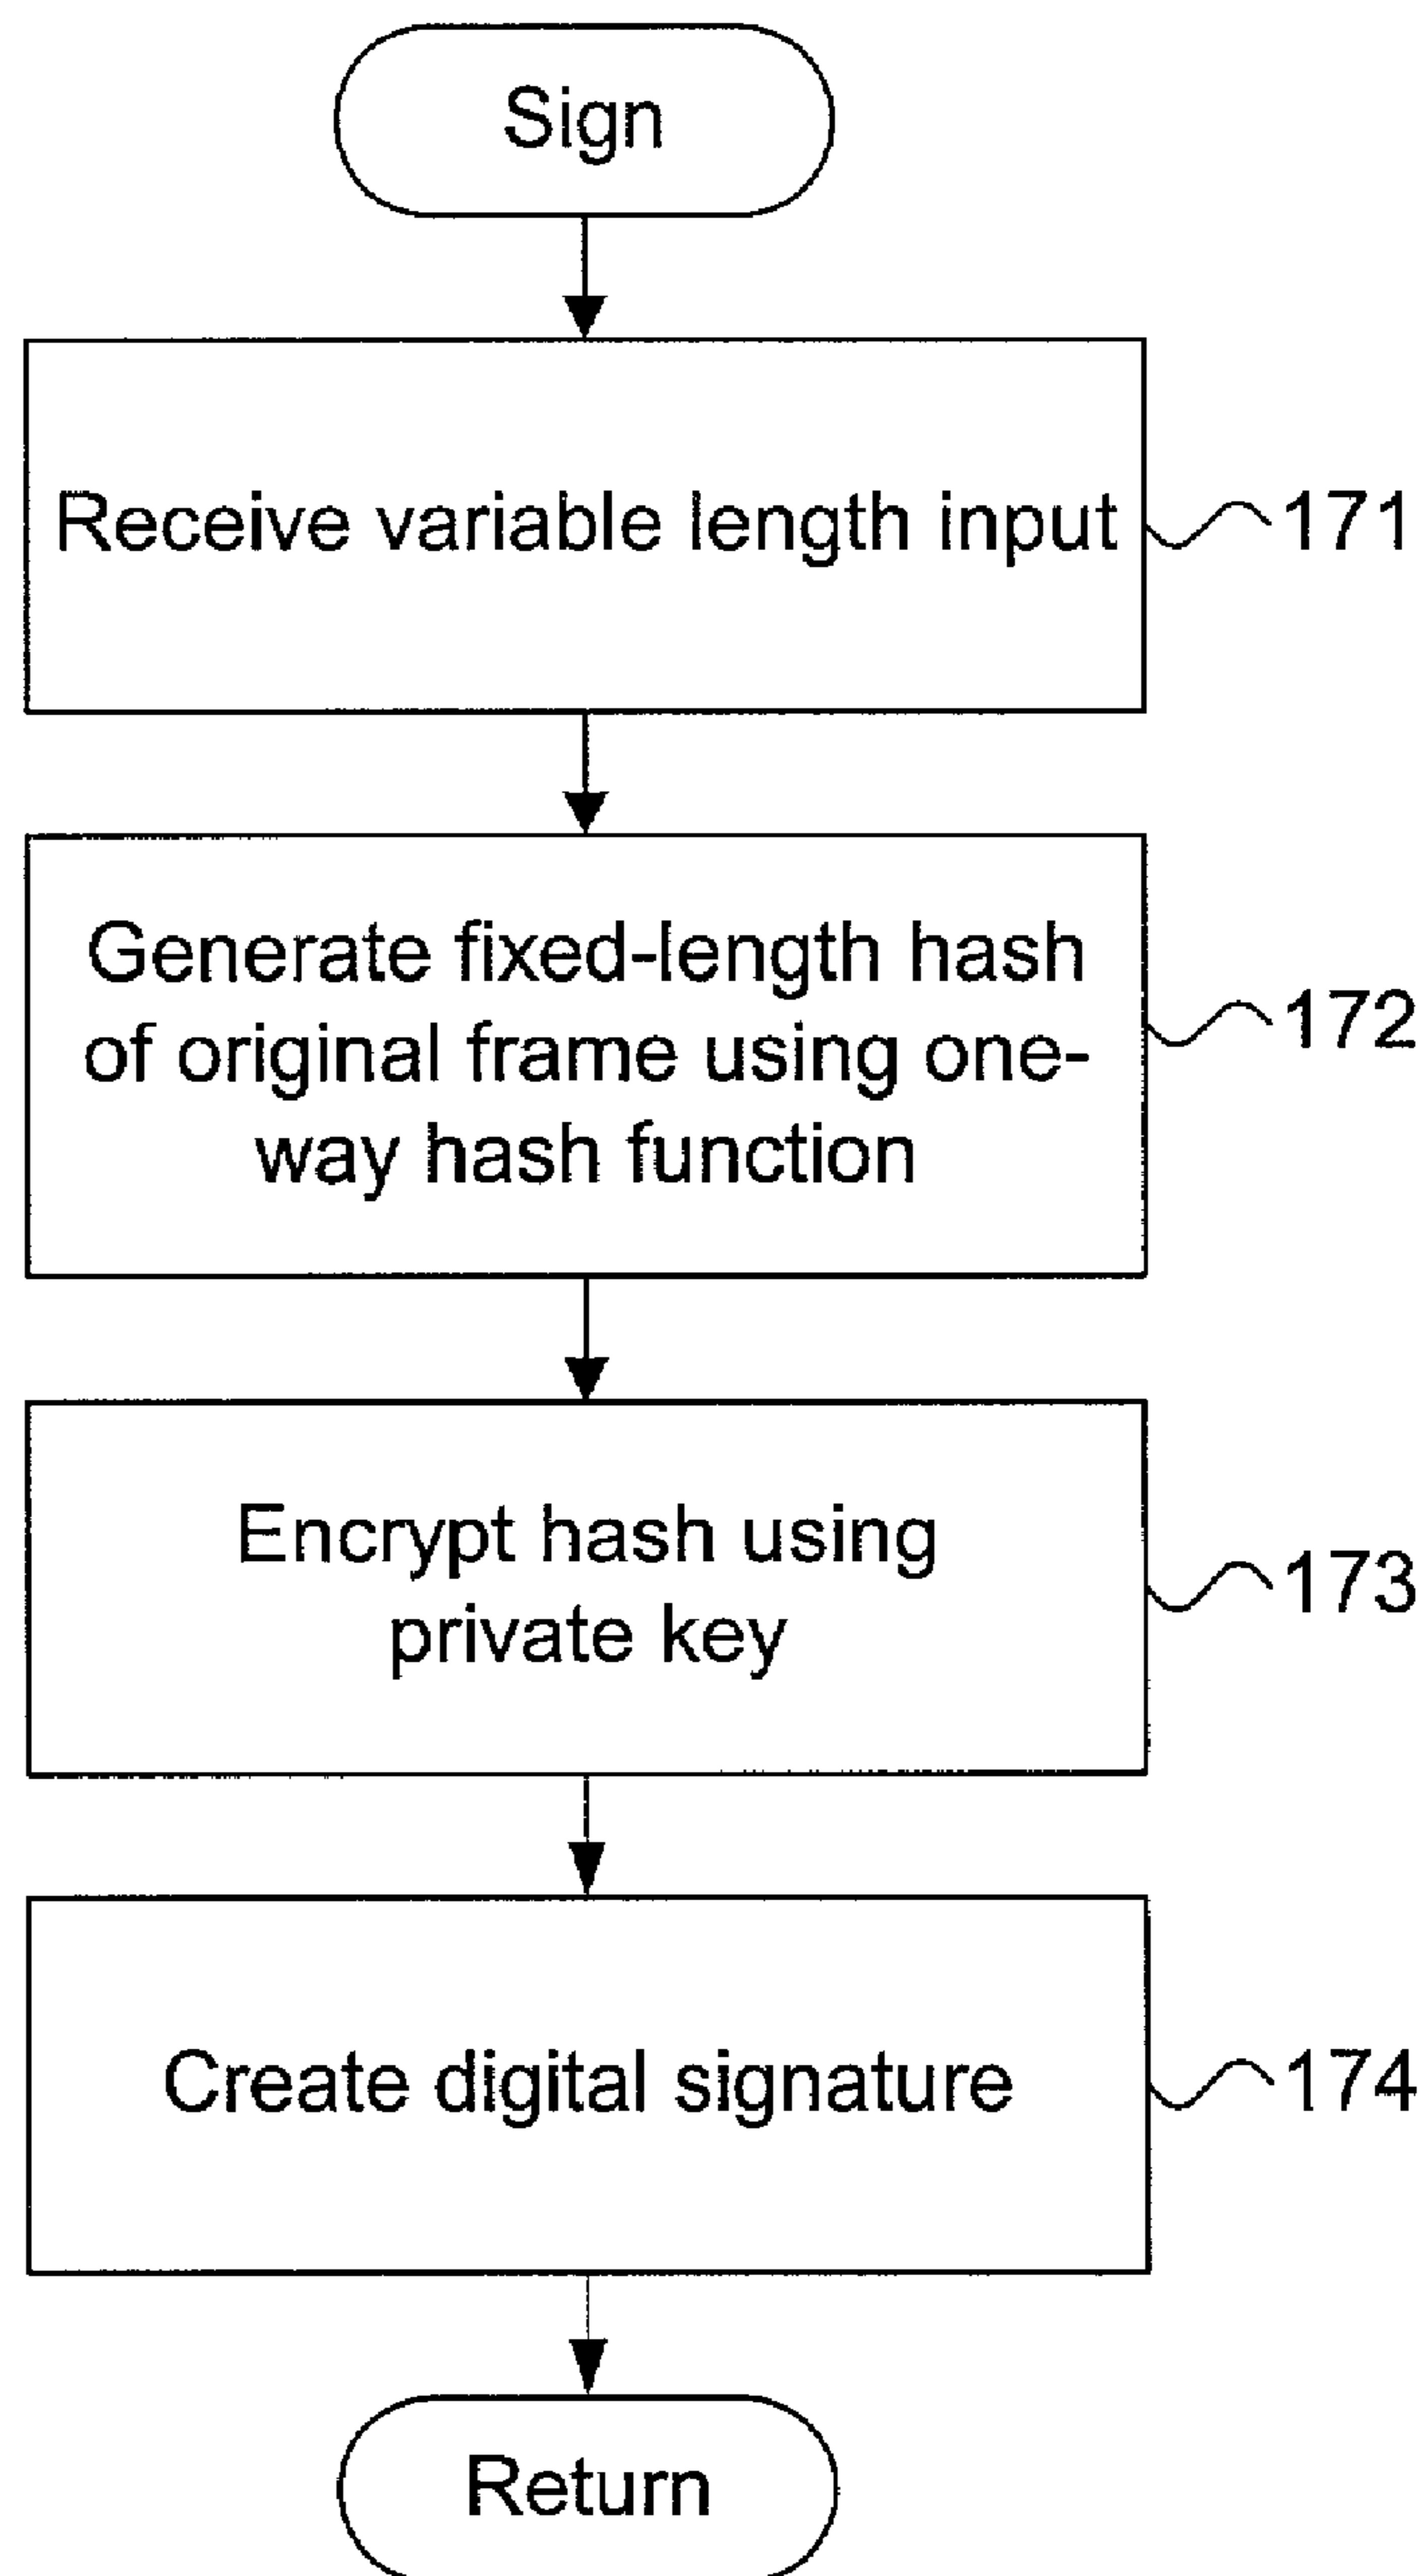 Sign
Receive variable length input
171
Generate fixed-length hash
of original frame using one-
way hash function
172
Encrypt hash using
private key
173
Create digital signature
174
Return